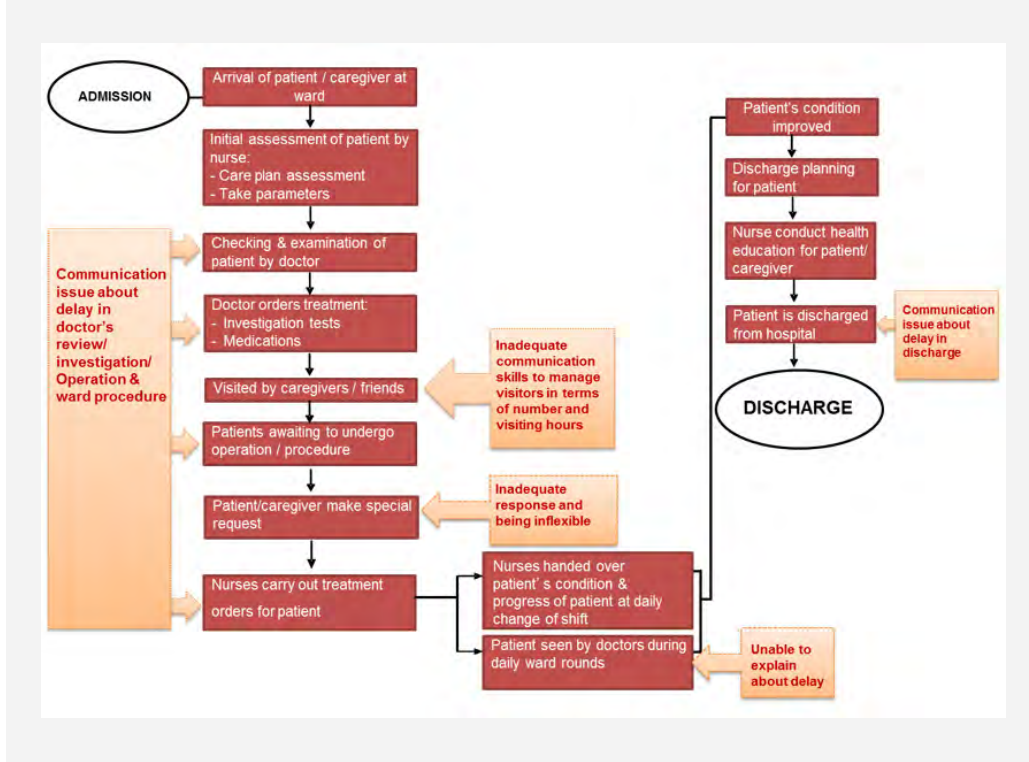 ADMISSION
Arrival of patient / caregiver at
ward
Initial assessment of patient by
nurse:
- Care plan assessment
- Take parameters
Checking & examination of
patient by doctor
Doctor orders treatment:
- Investigation tests
- Medications
Visited by caregivers / friends
Patients awaiting to undergo
operation / procedure
Patient/caregiver make special
request
Nurses carry out treatment
orders for patient
Communication
issue about
delay in
doctor's
review/
investigation/
Operation &
ward procedure
Inadequate
communication
skills to manage
visitors in terms
of number and
visiting hours
Inadequate
response and
being inflexible
Nurses handed over
patient's condition &
progress of patient at daily
change of shift
Patient seen by doctors during
daily ward rounds
Unable to
explain
about delay
Patient's condition
improved
Discharge planning
for patient
Nurse conduct health
education for patient/
caregiver
Patient is discharged
from hospital
Communication
issue about
delay in
discharge
DISCHARGE